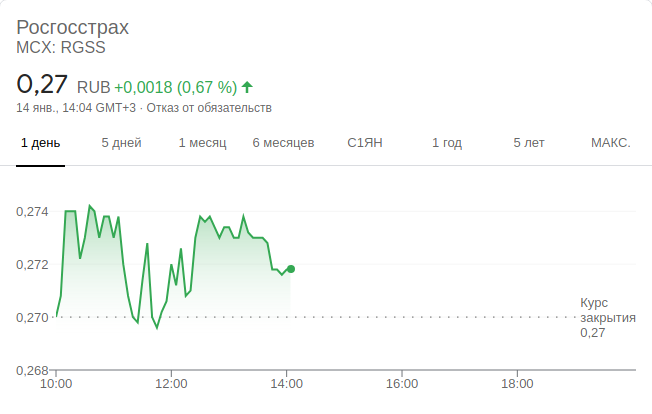 Росгосстрах
MCX: RGSS
0,27 RUB +0,0018 (0,67 %)
14 янв., 14:04 GMT+3 · Отказ от обязательств
1 день 5 дней 1 месяц 6 месяцев С1ЯН 1 год 5 лет МАКС.
0,274
0,272
0,270
0,268
Курс
закрытия
0,27
10:00 12:00 14:00 16:00 18:00